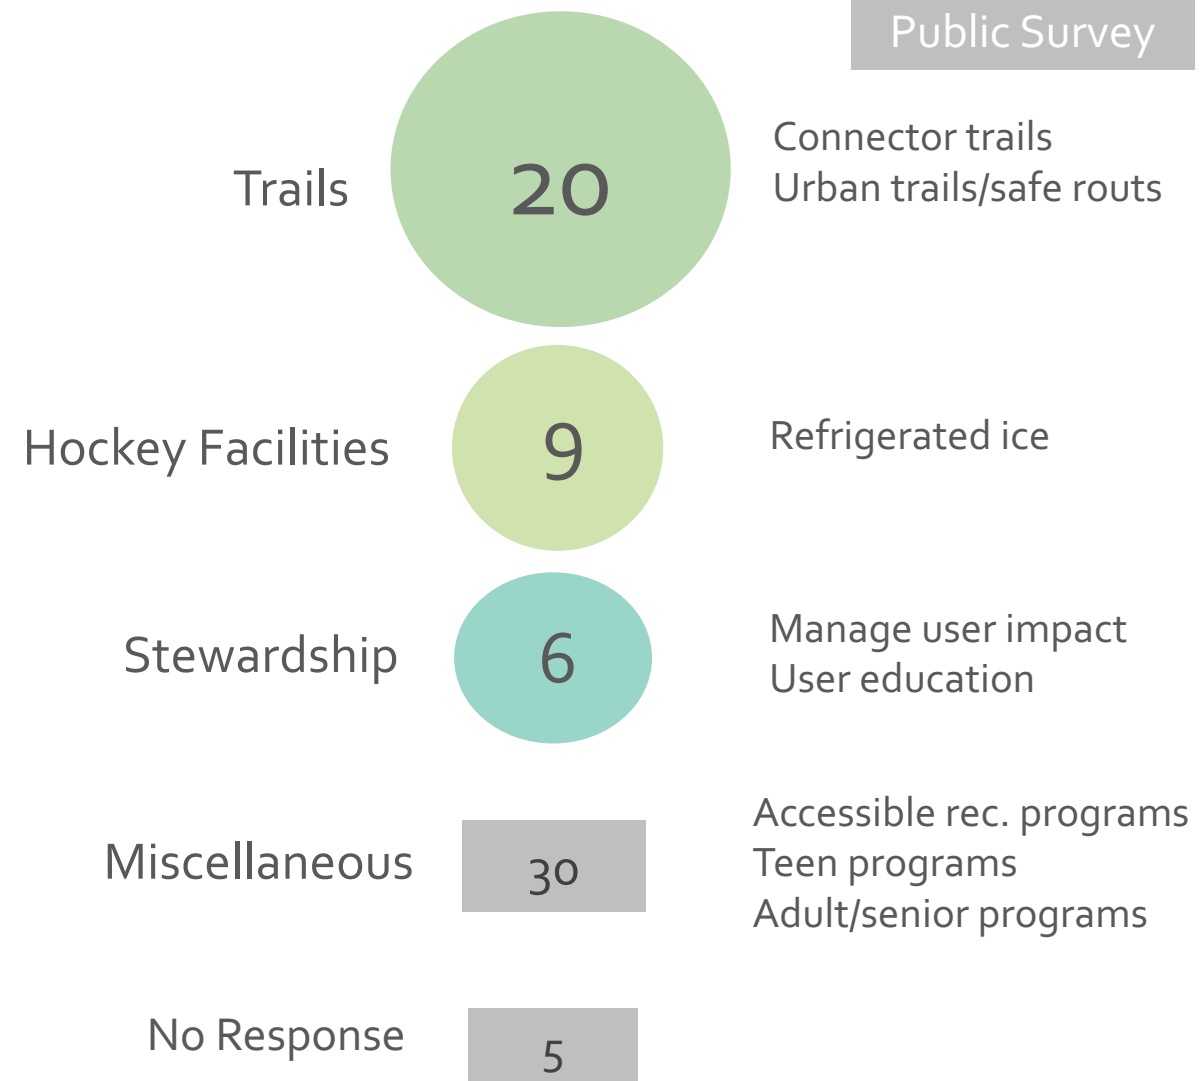 Public Survey
Trails
20
Connector trails
Urban trails/safe routs
Hockey Facilities
9
Refrigerated ice
Stewardship
6
Manage user impact
User education
Miscellaneous
30
Accessible rec. programs
Teen programs
Adult/senior programs
No Response
5